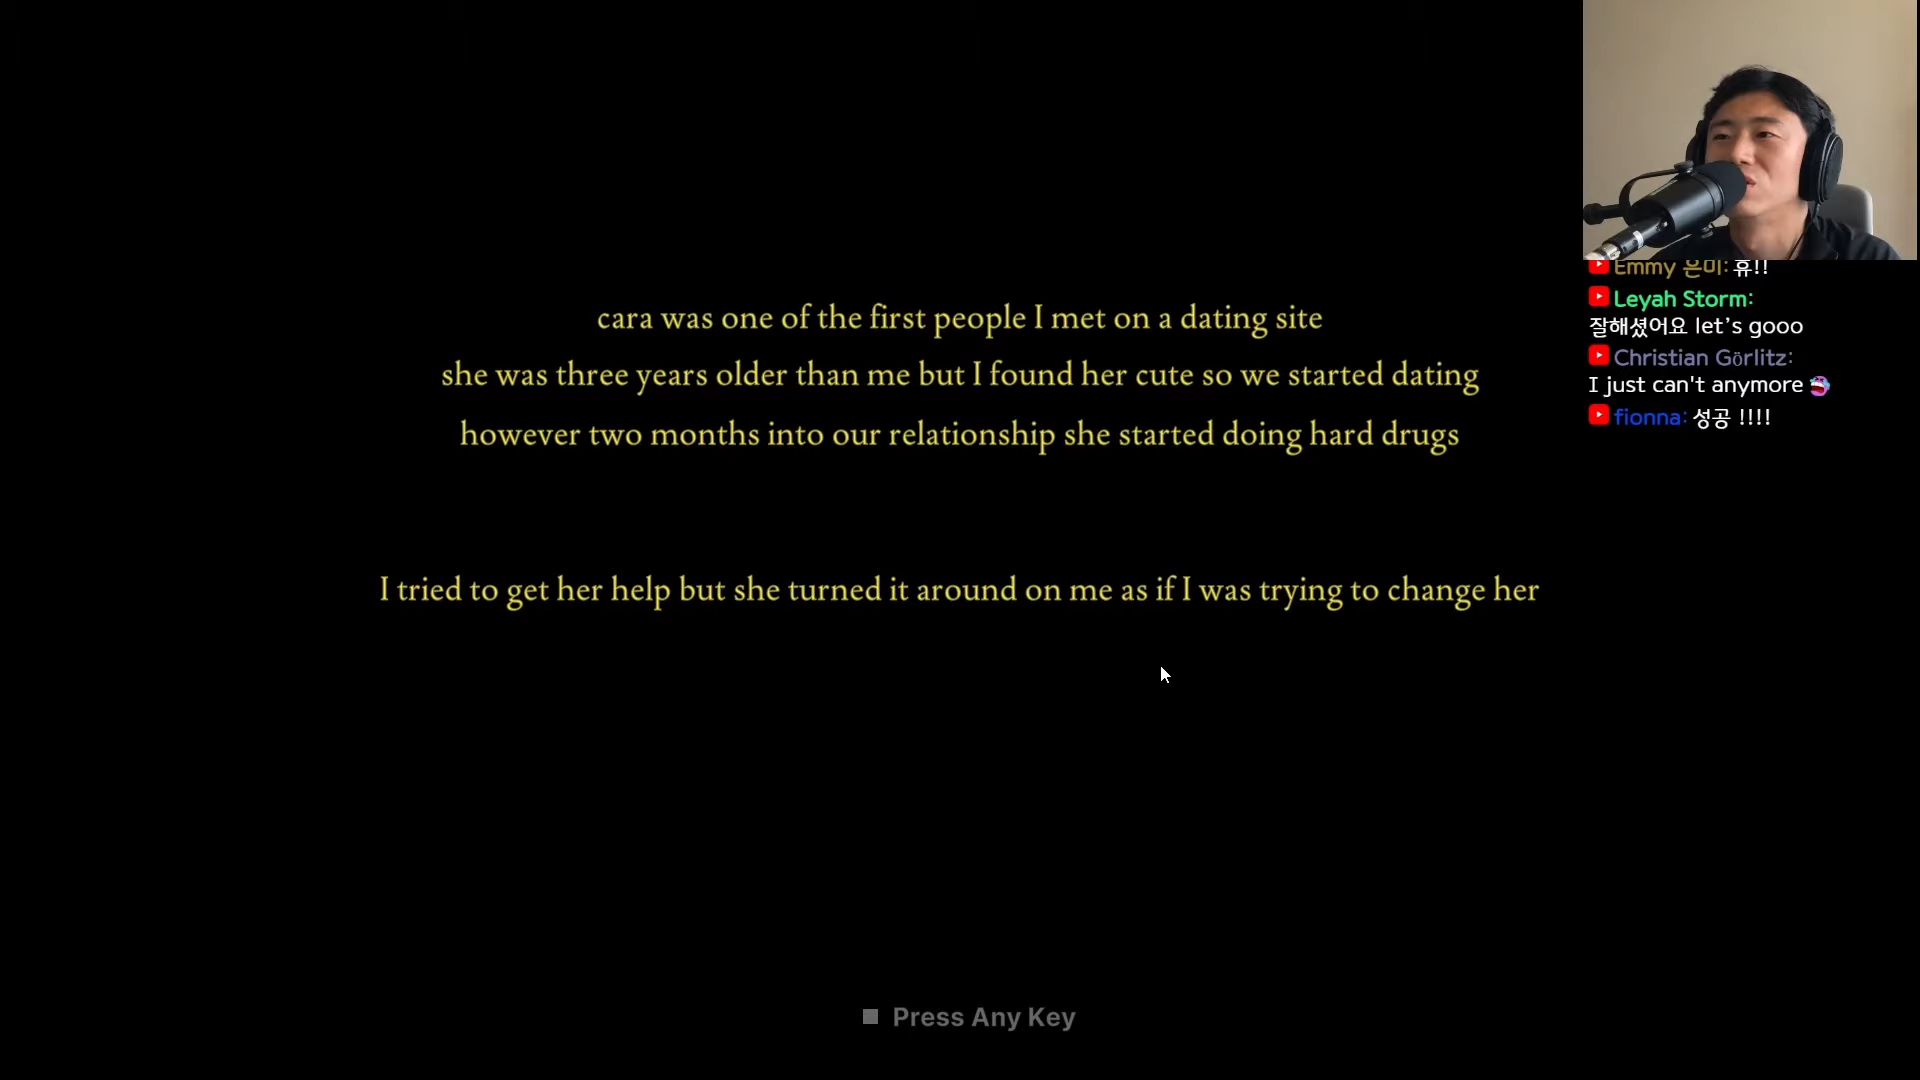 cara was one of the first people I met on a dating site
she was three years older than me but I found her cute so we started dating
however two months into our relationship she started doing hard drugs
I tried to get her help but she turned it around on me as if I was trying to change her
Press Any Key
Emmy 은미: 휴!!
Leyah Storm:
잘해셨어요 let’s gooo
Christian Görlitz:
I just can't anymore
fionna: 성공 !!!!